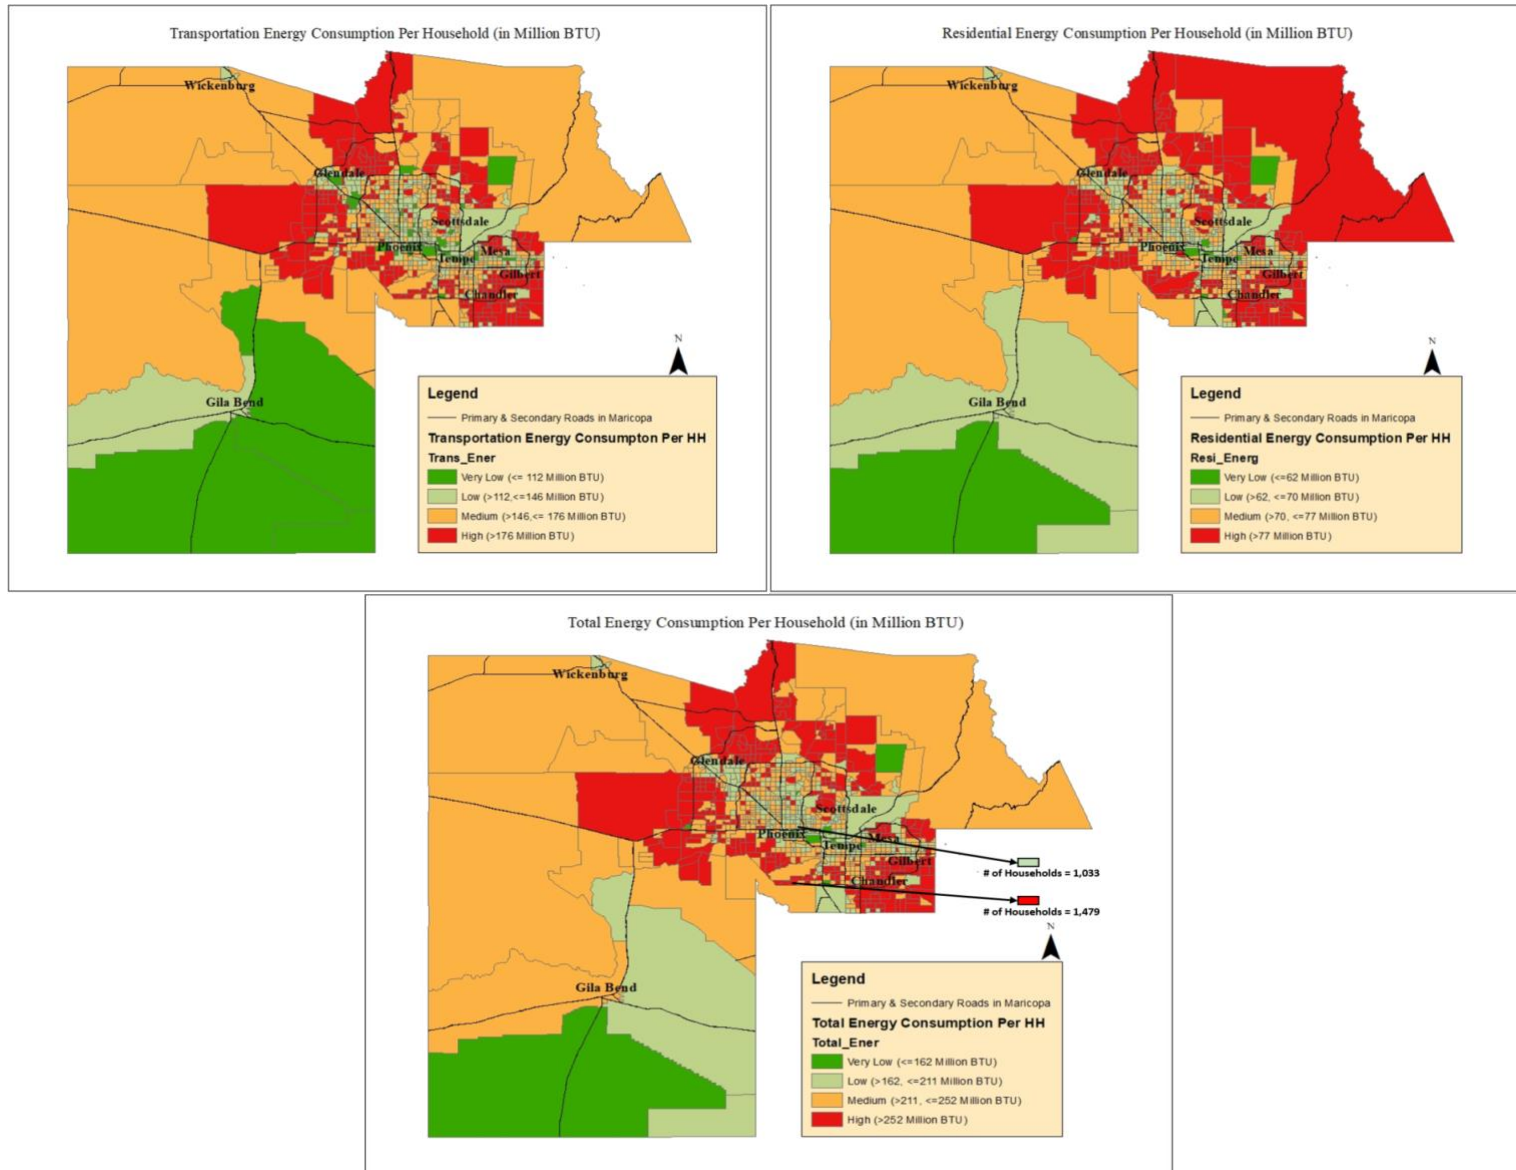 Transportation Energy Consumption Per Household (in Million BTU)
Wickenburg
Glendale
Scottsdale
Phoenix
Mesa
Tempe
Gilbert
Chandler
N
Gila Bend
Legend
Primary & Secondary Roads in Maricopa
Transportation Energy Consumpton Per HH
Trans_Ener
Very Low (<= 112 Million BTU)
Low (>112,<=146 Million BTU)
Medium (>146,<= 176 Million BTU)
High (>176 Million BTU)
Residential Energy Consumption Per Household (in Million BTU)
Wickenburg
Glendale
Scottsdale
Phoenix
Mesa
Tempe
Gilbert
Chandler
N
Gila Bend
Legend
Primary & Secondary Roads in Maricopa
Residential Energy Consumption Per HH
Resi_Energ
Very Low (<=62 Million BTU)
Low (>62, <=70 Million BTU)
Medium (>70, <=77 Million BTU)
High (>77 Million BTU)
Total Energy Consumption Per Household (in Million BTU)
Wickenburg
Glendale
Scottsdale
Phoenix
Mesa
Tempe
Gilbert
# of Households = 1,033
Chandler
# of Households = 1,479
N
Gila Bend
Legend
Primary & Secondary Roads in Maricopa
Total Energy Consumption Per HH
Total_Ener
Very Low (<=162 Million BTU)
Low (>162, <=211 Million BTU)
Medium (>211, <=252 Million BTU)
High (>252 Million BTU)